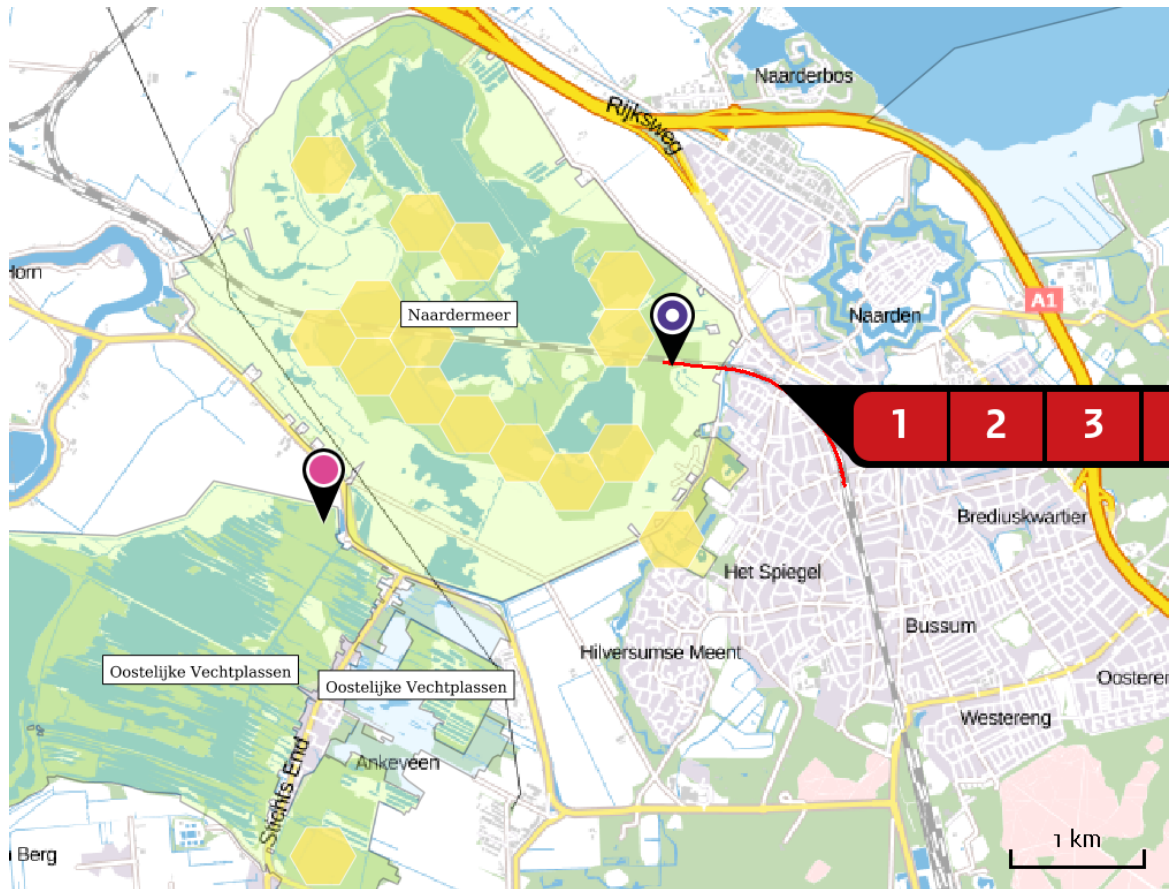 Naarderbos
Rijksweg
Horn
A1
Naardermeer
Naarden
1 2 3
Brediuskwartier
Het Spiegel
Bussum
Hilversumse Meent
Oostelijke Vechtplassen
Oostelijke Vechtplassen
Oosteren
Westereng
Ankeveen
Stichts End
1 km
n Berg